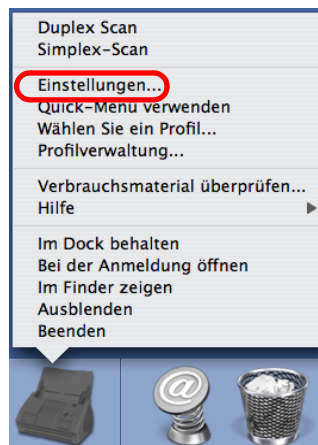 Duplex Scan
Simplex-Scan
Einstellungen...
Quick-Menü verwenden
Wählen Sie ein Profil...
Profilverwaltung...
Verbrauchsmaterial überprüfen...
Hilfe
Im Dock behalten
Bei der Anmeldung öffnen
Im Finder zeigen
Ausblenden
Beenden
@